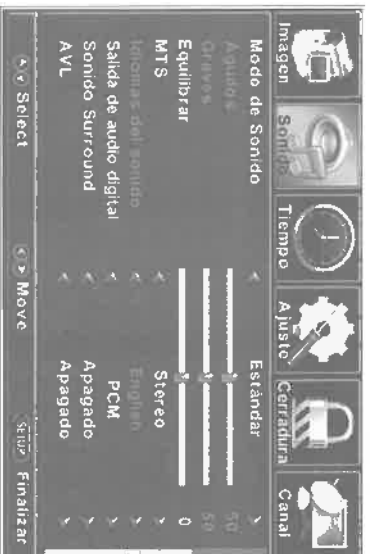 Imagen Sonido Tiempo Ajuste Cerradura Canal
Modo de Sonido Estándar
Agudos 50
Graves 50
Equilibrar 0
MTS Stereo
Idiomas del sonido English
Salida de audio digital PCM
Sonido Surround Apagado
AVL Apagado
Select Move SETUP Finalizar